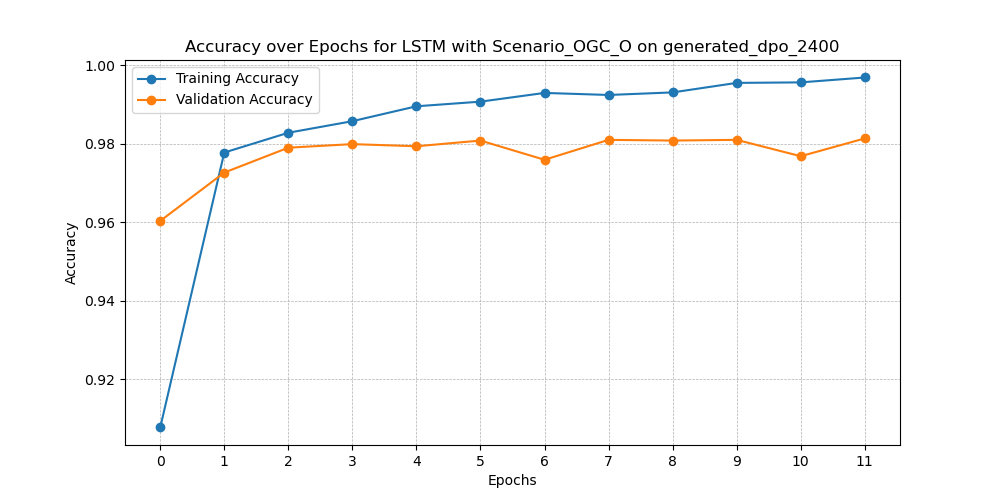 Accuracy over Epochs for LSTM with Scenario_OGC_O on generated_dpo_2400
Training Accuracy
Validation Accuracy
1.00
0.98
0.96
0.94
0.92
Accuracy
0 1 2 3 4 5 6 7 8 9 10 11
Epochs